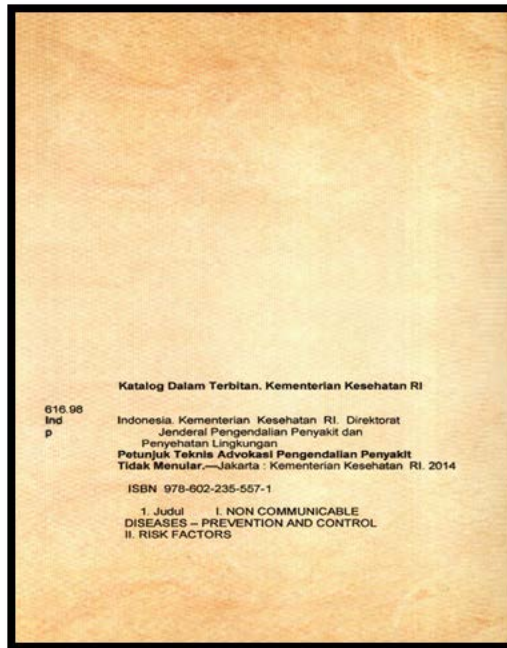 Katalog Dalam Terbitan. Kementerian Kesehatan RI
616.98
Ind
p
Indonesia. Kementerian Kesehatan RI. Direktorat
Jenderal Pengendalian Penyakit dan
Penyehatan Lingkungan
Petunjuk Teknis Advokasi Pengendalian Penyakit
Tidak Menular.—Jakarta : Kementerian Kesehatan RI. 2014
ISBN 978-602-235-557-1
1. Judul I. NON COMMUNICABLE
DISEASES – PREVENTION AND CONTROL
II. RISK FACTORS